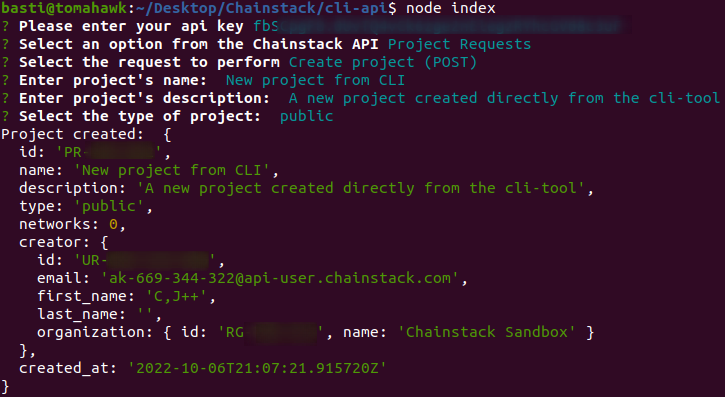 basti@tomahawk:~/Desktop/Chainstack/cli-api$ node index
? Please enter your api key fbS
? Select an option from the Chainstack API Project Requests
? Select the request to perform Create project (POST)
? Enter project's name:  New project from CLI
? Enter project's description:  A new project created directly from the cli-tool
? Select the type of project:  public
Project created:  {
  id: 'PR-',
  name: 'New project from CLI',
  description: 'A new project created directly from the cli-tool',
  type: 'public',
  networks: 0,
  creator: {
    id: 'UR-',
    email: 'ak-669-344-322@api-user.chainstack.com',
    first_name: 'C,J++',
    last_name: '',
    organization: { id: 'RG', name: 'Chainstack Sandbox' }
  },
  created_at: '2022-10-06T21:07:21.915720Z'
}